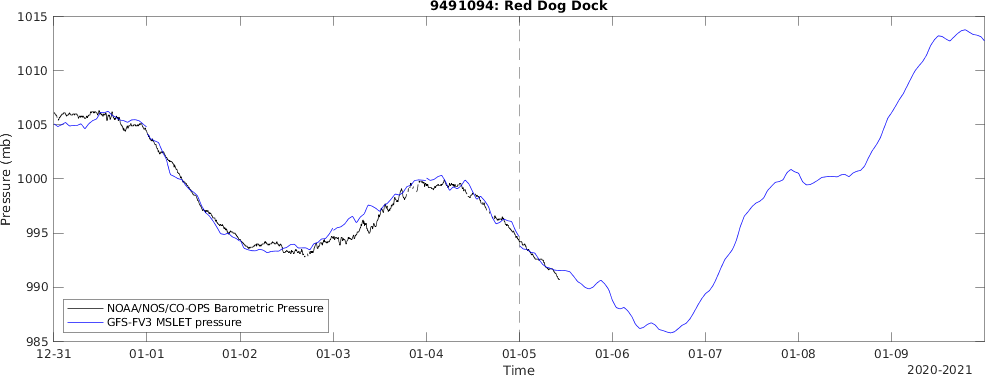 9491094: Red Dog Dock
1015
1010
1005
1000
995
990
985
Pressure (mb)
NOAA/NOS/CO-OPS Barometric Pressure
GFS-FV3 MSLET pressure
12-31 01-01 01-02 01-03 01-04 01-05 01-06 01-07 01-08 01-09
Time
2020-2021